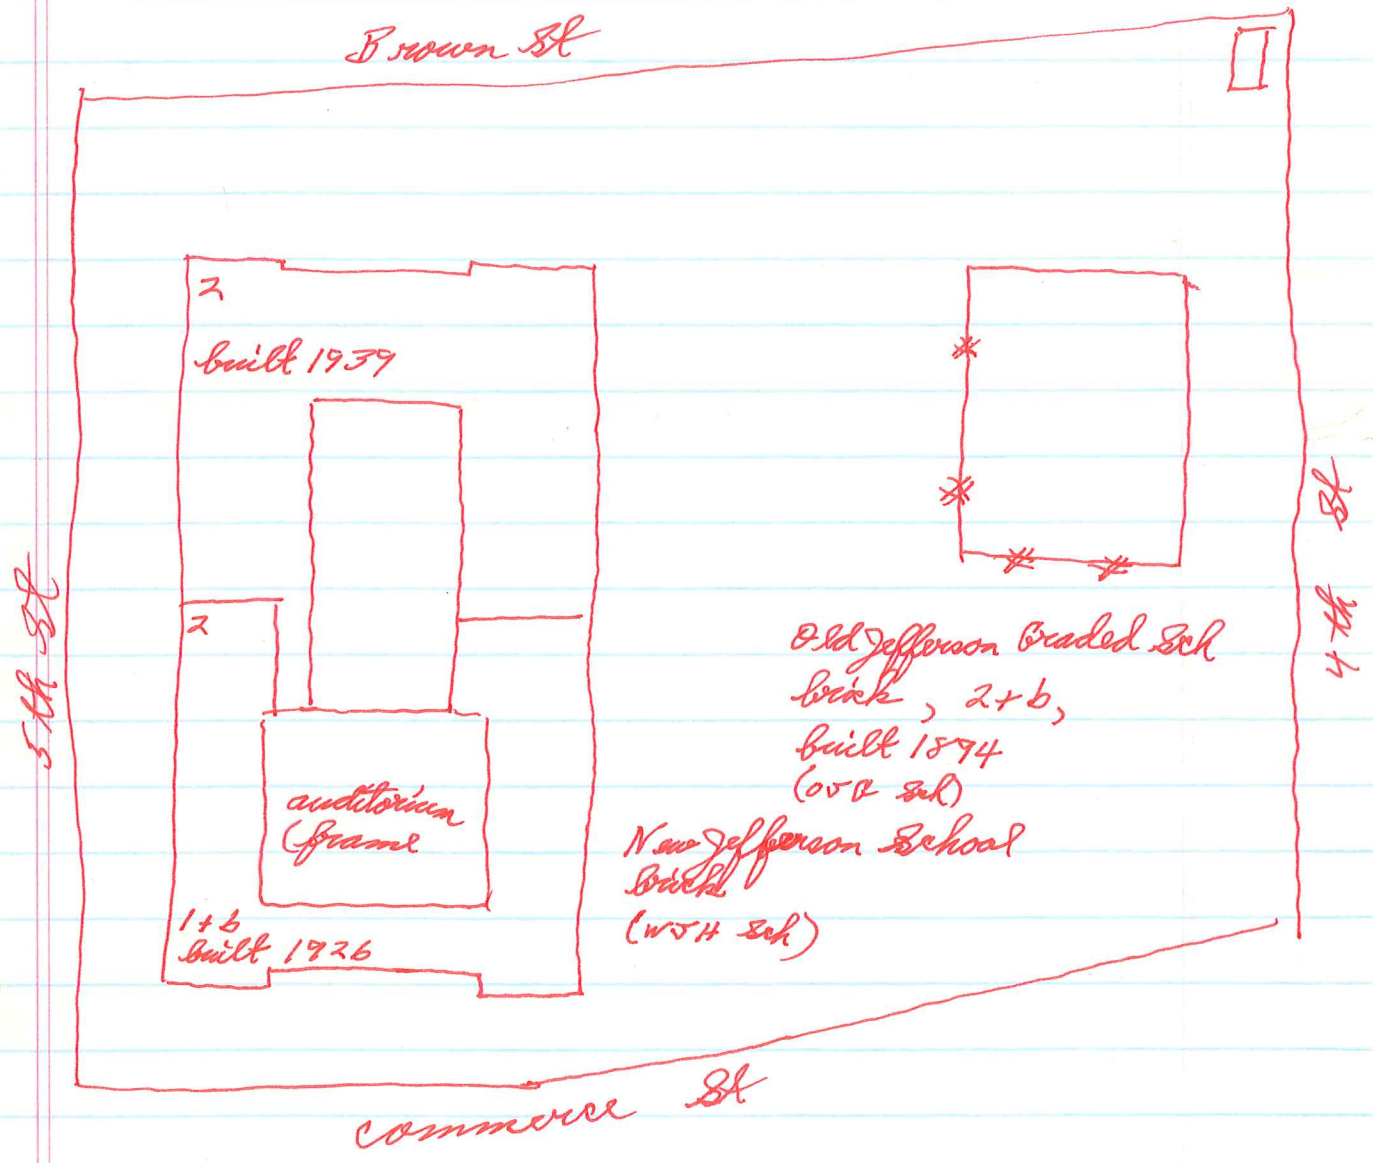 Brown St
2
built 1939
5th St
4th St
2
Old Jefferson Graded Sch
brick, 2+b,
built 1894
(OJG Sch)
auditorium
(frame
New Jefferson School
brick
(WJH Sch)
1+b
built 1926
Commerce St